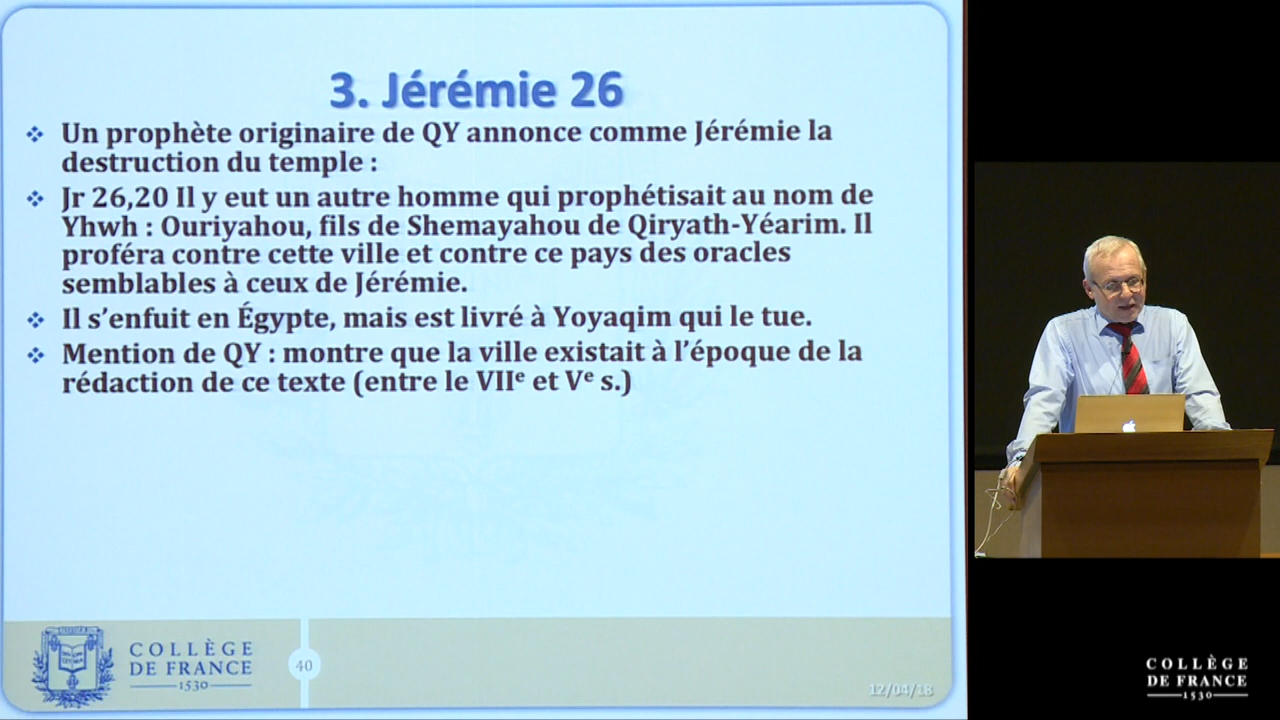 3. Jérémie 26
❖ Un prophète originaire de QY annonce comme Jérémie la
destruction du temple :
❖ Jr 26,20 Il y eut un autre homme qui prophétisait au nom de
Yhwh : Ouriyahou, fils de Shemayahou de Qiryath-Yéarim. Il
proféra contre cette ville et contre ce pays des oracles
semblables à ceux de Jérémie.
❖ Il s’enfuit en Égypte, mais est livré à Yoyaqim qui le tue.
❖ Mention de QY : montre que la ville existait à l’époque de la
rédaction de ce texte (entre le VIIᵉ et Vᵉ s.)
COLLÈGE
DE FRANCE
1530
40
12/04/18
COLLÈGE
DE FRANCE
1530